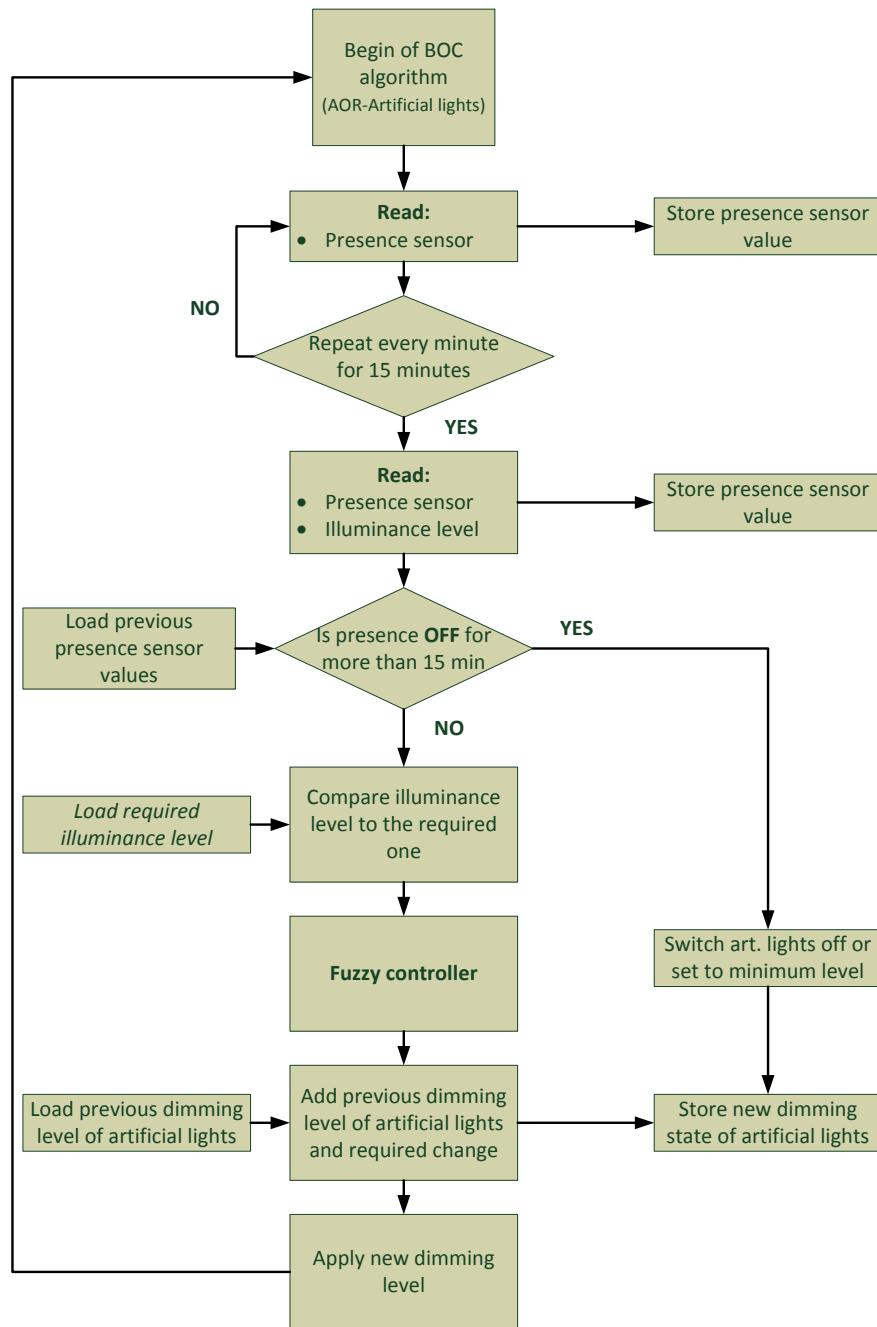 Begin of BOC
algorithm
(AOR-Artificial lights)
Read:
• Presence sensor
Store presence sensor
value
NO
Repeat every minute
for 15 minutes
YES
Read:
• Presence sensor
• Illuminance level
Store presence sensor
value
Load previous
presence sensor
values
Is presence OFF for
more than 15 min
YES
NO
Load required
illuminance level
Compare illuminance
level to the required
one
Fuzzy controller
Switch art. lights off or
set to minimum level
Load previous dimming
level of artificial lights
Add previous dimming
level of artificial lights
and required change
Store new dimming
state of artificial lights
Apply new dimming
level